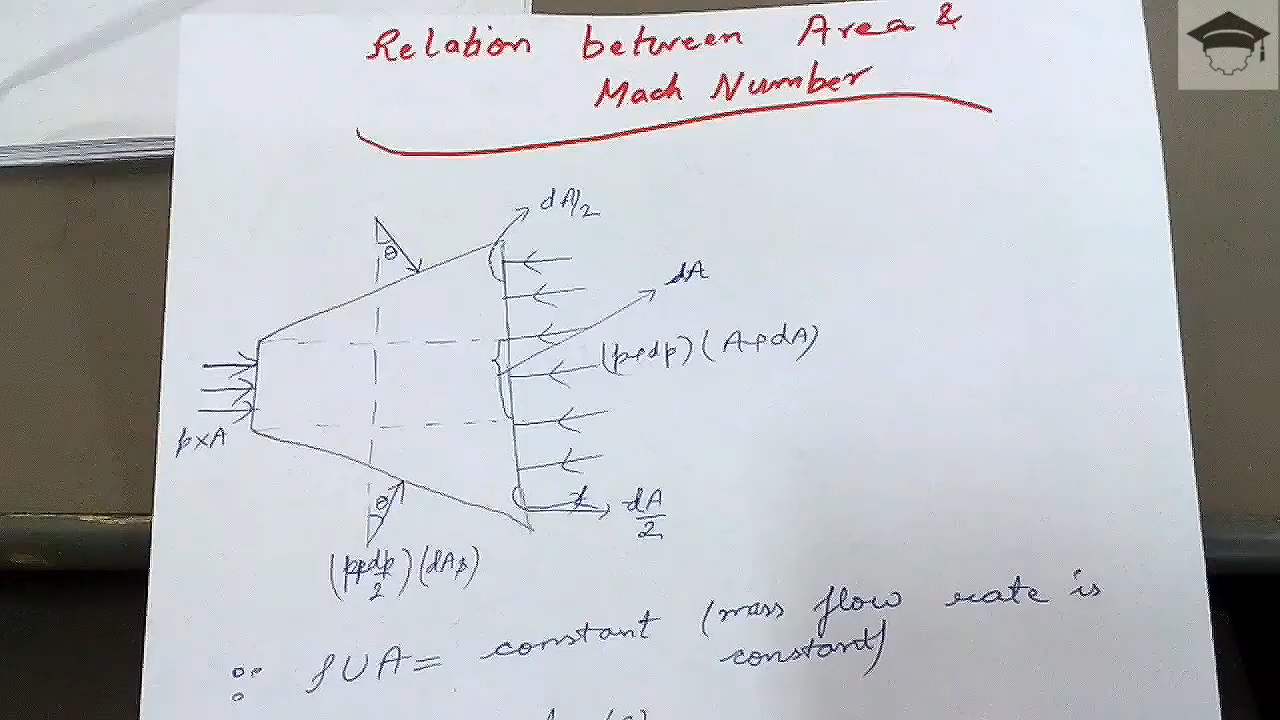 Relation between Area &
Mach Number
dA/2
θ
dA
(p+dp)(A+dA)
p×A
θ
dA
2
(p+dp/2)(dAp)
∵ ρUA = constant (mass flow rate is
constant)